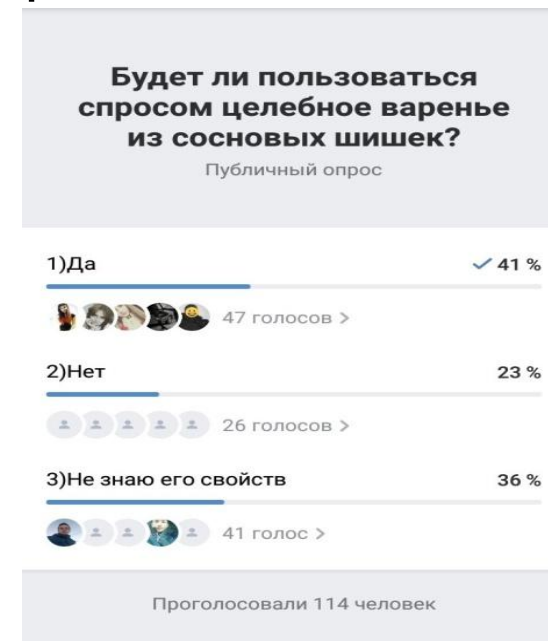 Будет ли пользоваться
спросом целебное варенье
из сосновых шишек?
Публичный опрос
1)Да 41 %
47 голосов >
2)Нет 23 %
26 голосов >
3)Не знаю его свойств 36 %
41 голос >
Проголосовали 114 человек